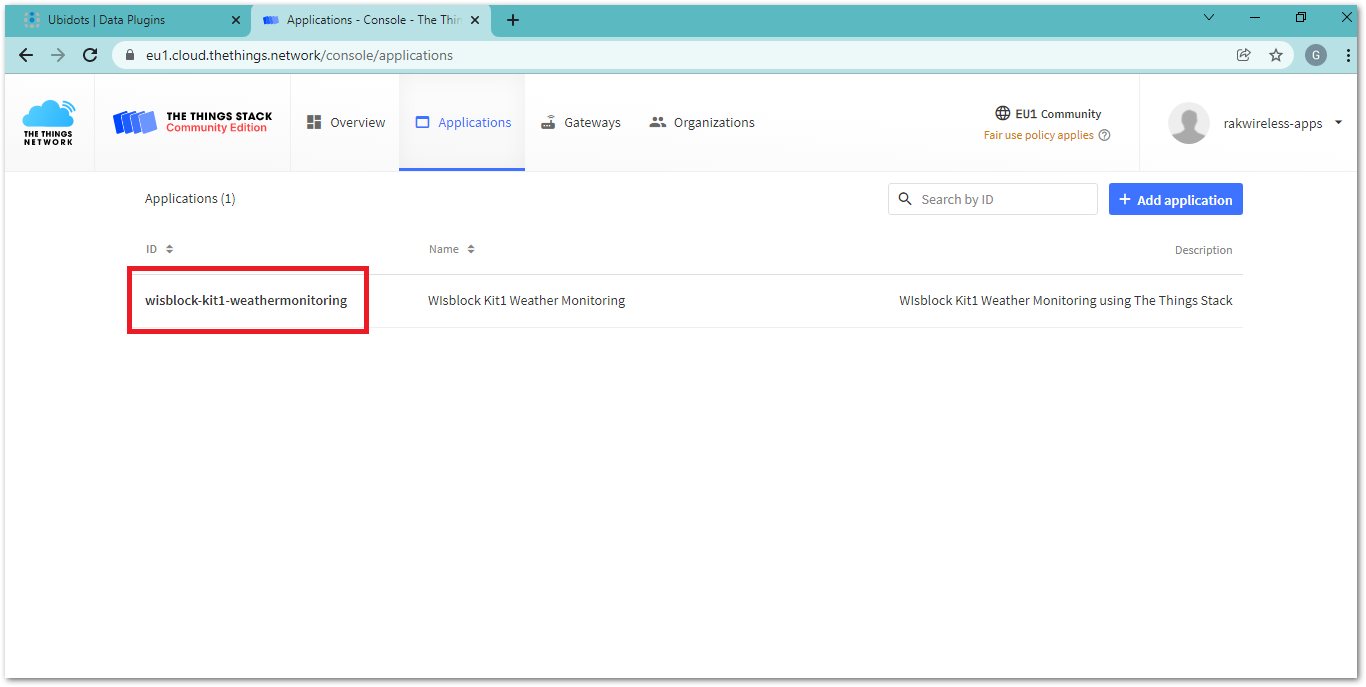 Ubidots | Data Plugins
Applications - Console - The Thin
eu1.cloud.thethings.network/console/applications
G
THE THINGS
NETWORK
THE THINGS STACK
Community Edition
Overview
Applications
Gateways
Organizations
EU1 Community
Fair use policy applies ?
rakwireless-apps
Applications (1)
Search by ID
+ Add application
ID
Name
Description
wisblock-kit1-weathermonitoring
WIsblock Kit1 Weather Monitoring
WIsblock Kit1 Weather Monitoring using The Things Stack